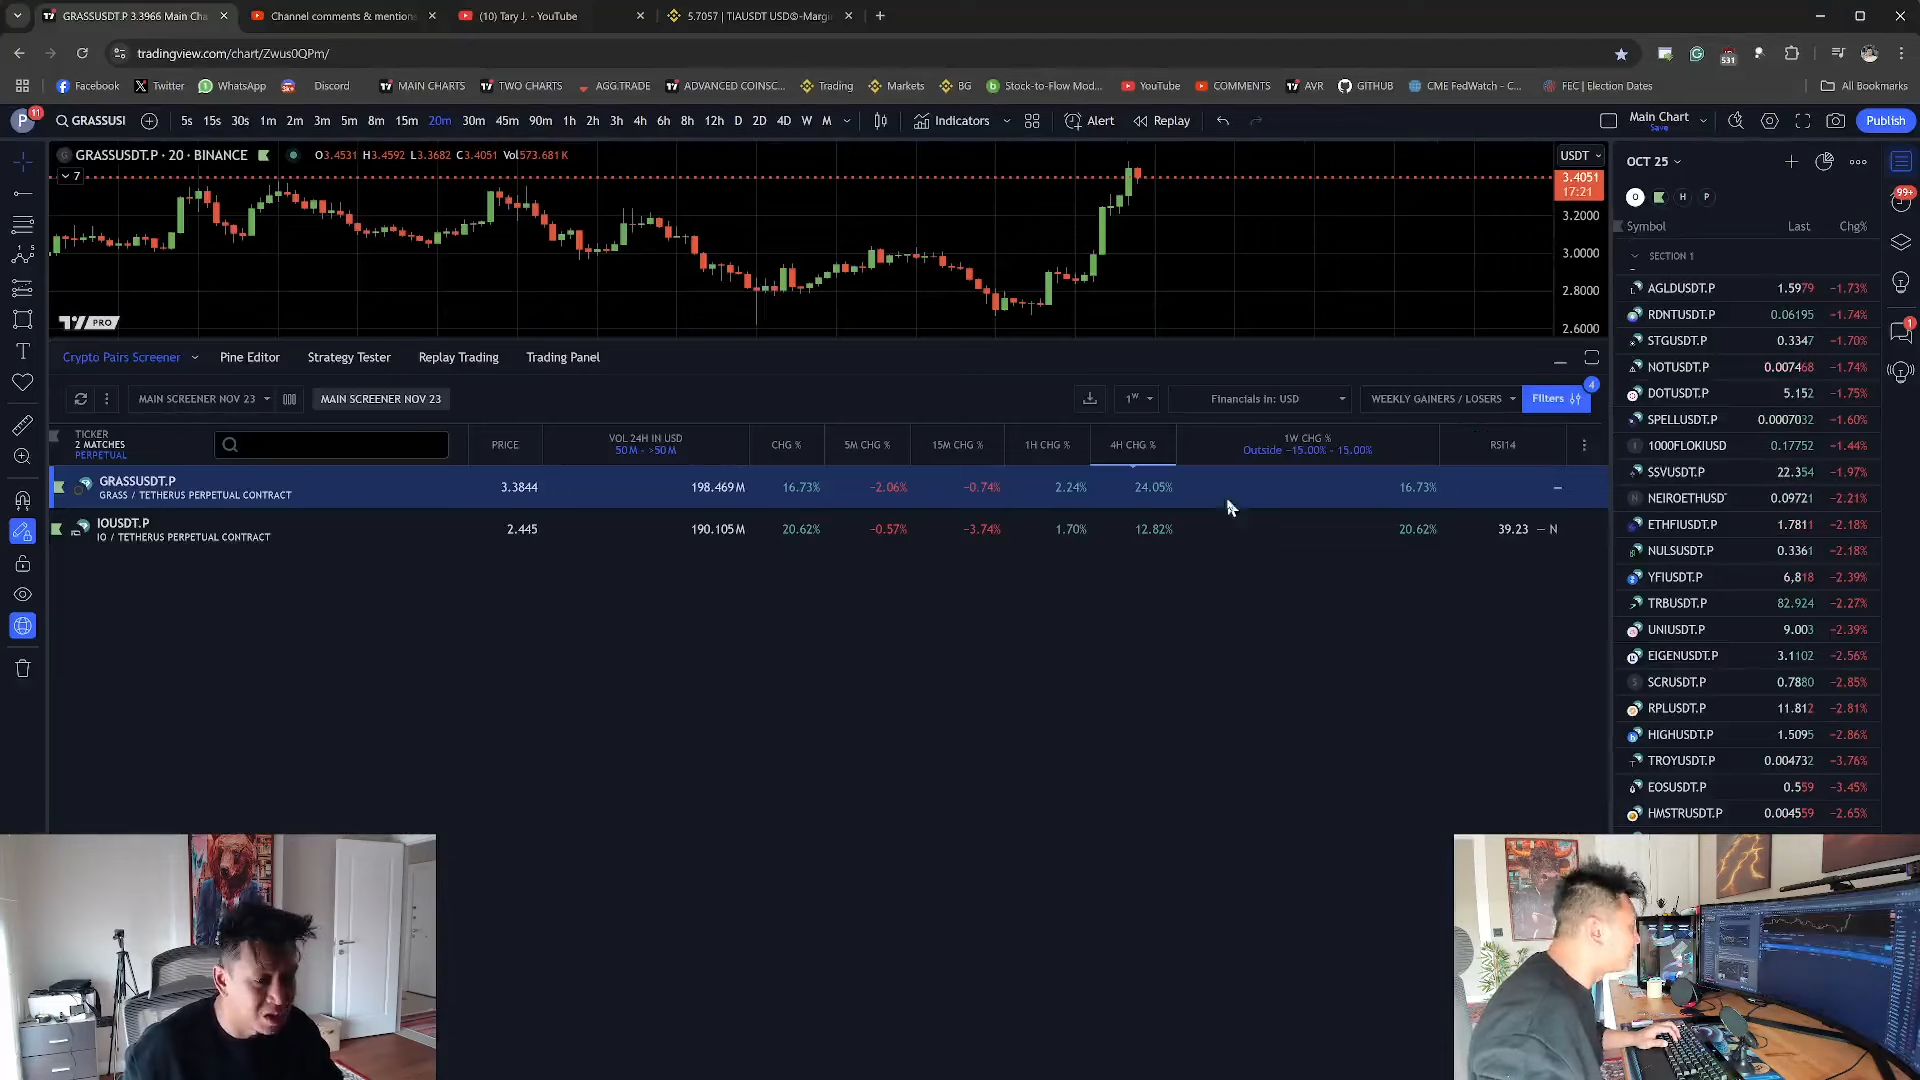 GRASSUSDT.P 3.3966 Main Cha
Channel comments & mention
(10) Tary J. - YouTube
5.7057 | TIAUSDT USD®-Margi
tradingview.com/chart/Zwus0QPm/
531
Facebook
Twitter
WhatsApp
Discord
MAIN CHARTS
TWO CHARTS
AGG.TRADE
ADVANCED COINSC...
Trading
Markets
BG
Stock-to-Flow Mod...
YouTube
COMMENTS
AVR
GITHUB
CME FedWatch - C...
FEC | Election Dates
All Bookmarks
P
11
GRASSUSI
5s 15s 30s 1m 2m 3m 5m 8m 15m 20m 30m 45m 90m 1h 2h 3h 4h 6h 8h 12h D 2D 4D W M
Indicators
Alert
Replay
Main Chart
Save
Publish
GRASSUSDT.P · 20 · BINANCE
O3.4531 H3.4592 L3.3682 C3.4051 Vol573.681 K
7
USDT
3.4051
17:21
3.2000
3.0000
2.8000
2.6000
PRO
Crypto Pairs Screener
Pine Editor
Strategy Tester
Replay Trading
Trading Panel
MAIN SCREENER NOV 23
MAIN SCREENER NOV 23
1W
Financials in: USD
WEEKLY GAINERS / LOSERS
Filters
4
TICKER
2 MATCHES
PERPETUAL
PRICE
VOL 24H IN USD
50 M - >50 M
CHG %
5M CHG %
15M CHG %
1H CHG %
4H CHG %
1W CHG %
Outside -15.00% - 15.00%
RSI14
GRASSUSDT.P
GRASS / TETHERUS PERPETUAL CONTRACT
3.3844 198.469 M 16.73% −2.06% −0.74% 2.24% 24.05% 16.73% —
IOUSDT.P
IO / TETHERUS PERPETUAL CONTRACT
2.445 190.105 M 20.62% −0.57% −3.74% 1.70% 12.82% 20.62% 39.23 — N
OCT 25
O
H
P
99+
1
Symbol Last Chg%
SECTION 1
AGLDUSDT.P 1.5979 −1.73%
RDNTUSDT.P 0.06195 −1.74%
STGUSDT.P 0.3347 −1.70%
NOTUSDT.P 0.007468 −1.74%
DOTUSDT.P 5.152 −1.75%
SPELLUSDT.P 0.0007032 −1.60%
1000FLOKIUSD 0.17752 −1.44%
SSVUSDT.P 22.354 −1.97%
NEIROETHUSD 0.09721 −2.21%
ETHFIUSDT.P 1.7811 −2.18%
NULSUSDT.P 0.3361 −2.18%
YFIUSDT.P 6,818 −2.39%
TRBUSDT.P 82.924 −2.27%
UNIUSDT.P 9.003 −2.39%
EIGENUSDT.P 3.1102 −2.56%
SCRUSDT.P 0.7880 −2.85%
RPLUSDT.P 11.812 −2.81%
HIGHUSDT.P 1.5095 −2.86%
TROYUSDT.P 0.004732 −3.76%
EOSUSDT.P 0.559 −3.45%
HMSTRUSDT.P 0.004559 −2.65%